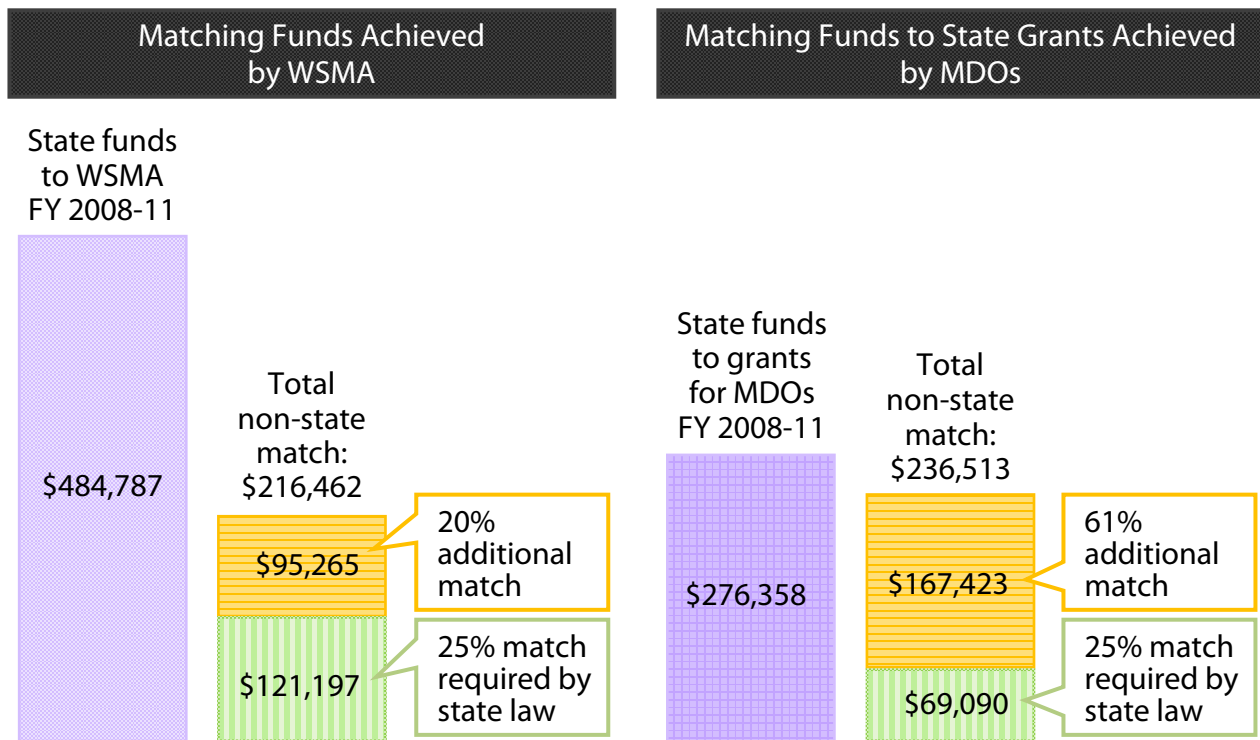 Matching Funds Achieved
by WSMA
State funds
to WSMA
FY 2008-11
$484,787
Total
non-state
match:
$216,462
$95,265
20%
additional
match
$121,197
25% match
required by
state law
Matching Funds to State Grants Achieved
by MDOs
State funds
to grants
for MDOs
FY 2008-11
$276,358
Total
non-state
match:
$236,513
$167,423
61%
additional
match
$69,090
25% match
required by
state law